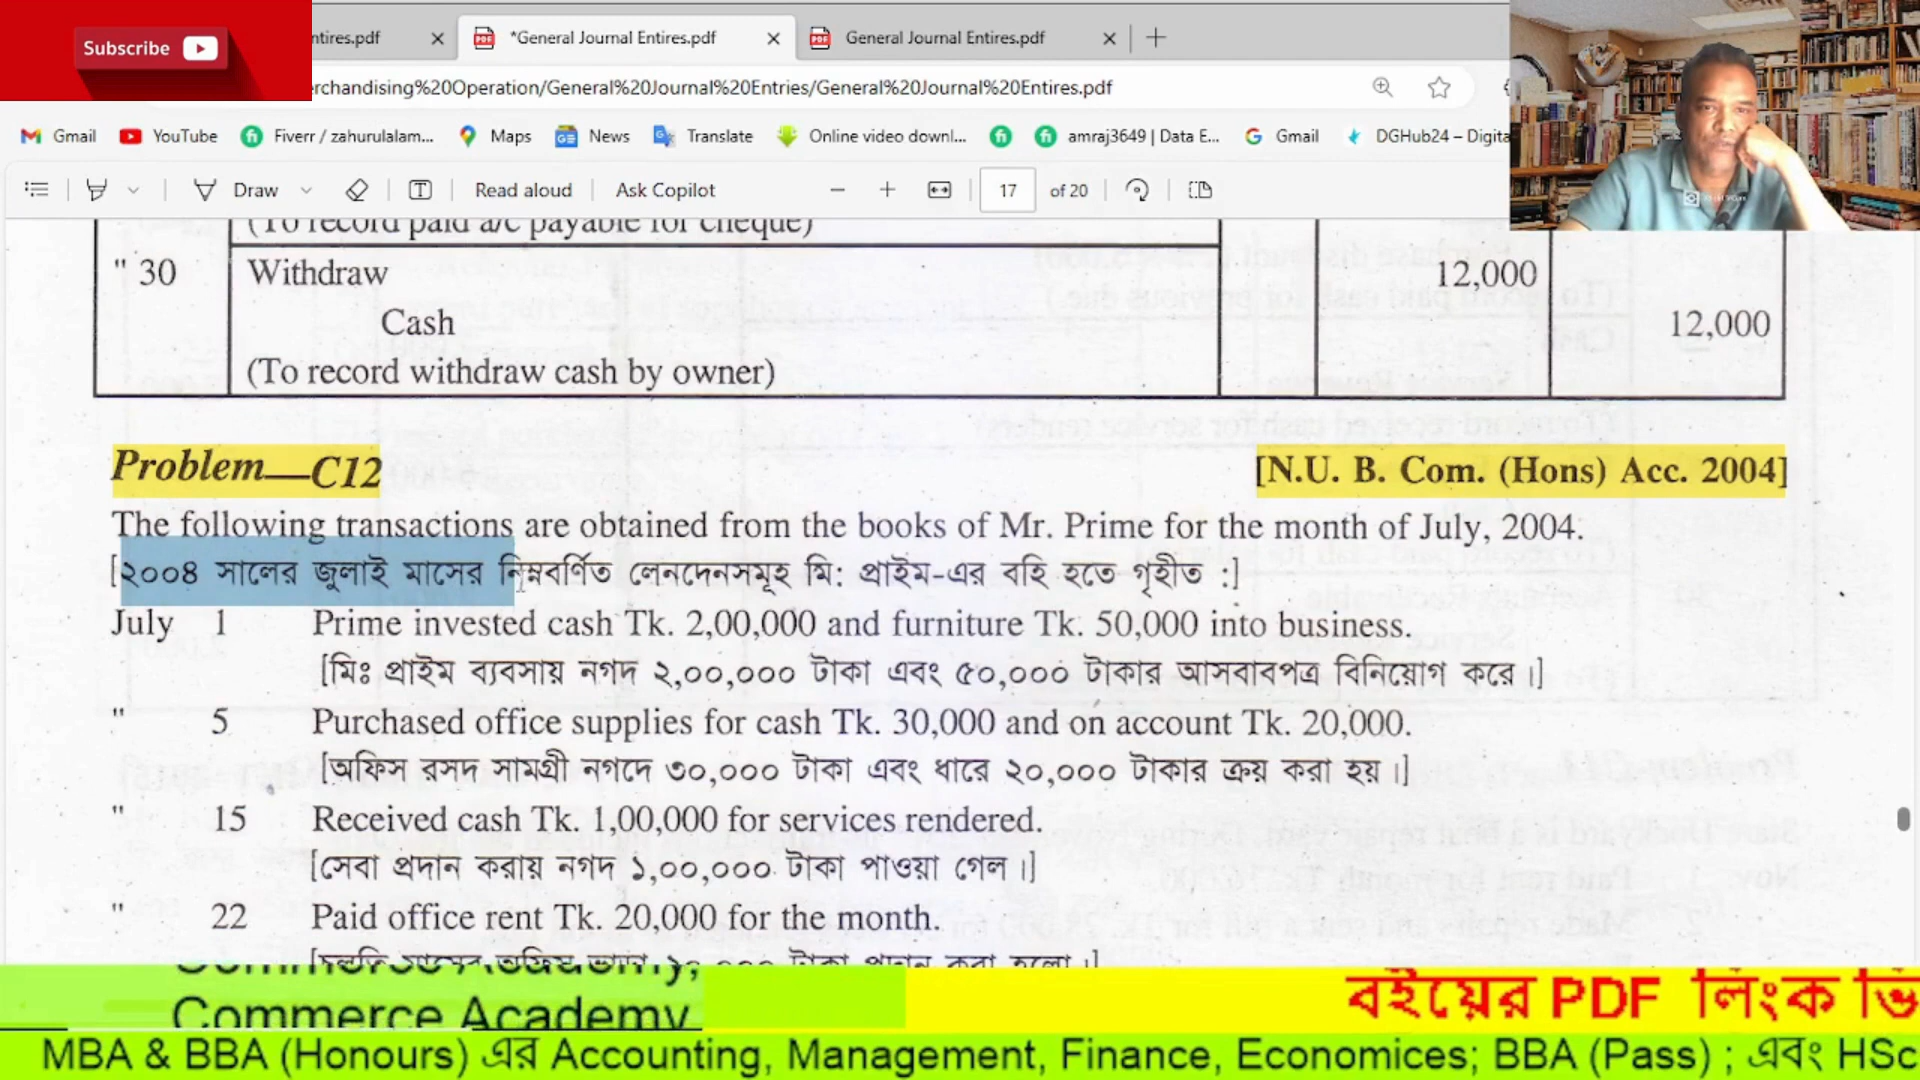 Subscribe
ntires.pdf
*General Journal Entires.pdf
General Journal Entires.pdf
erchandising%20Operation/General%20Journal%20Entries/General%20Journal%20Entires.pdf
Gmail
YouTube
Fiverr / zahurulalam...
Maps
News
Translate
Online video downl...
amraj3649 | Data E...
Gmail
DGHub24 – Digita
Draw
Read aloud
Ask Copilot
17 of 20
(To record paid a/c payable for cheque)
" 30 Withdraw 12,000
Cash 12,000
(To record withdraw cash by owner)
Problem—C12 [N.U. B. Com. (Hons) Acc. 2004]
The following transactions are obtained from the books of Mr. Prime for the month of July, 2004.
[২০০৪ সালের জুলাই মাসের নিম্নবর্ণিত লেনদেনসমূহ মি: প্রাইম-এর বহি হতে গৃহীত :]
July 1 Prime invested cash Tk. 2,00,000 and furniture Tk. 50,000 into business.
[মিঃ প্রাইম ব্যবসায় নগদ ২,০০,০০০ টাকা এবং ৫০,০০০ টাকার আসবাবপত্র বিনিয়োগ করে।]
" 5 Purchased office supplies for cash Tk. 30,000 and on account Tk. 20,000.
[অফিস রসদ সামগ্রী নগদে ৩০,০০০ টাকা এবং ধারে ২০,০০০ টাকার ক্রয় করা হয়।]
" 15 Received cash Tk. 1,00,000 for services rendered.
[সেবা প্রদান করায় নগদ ১,০০,০০০ টাকা পাওয়া গেল।]
" 22 Paid office rent Tk. 20,000 for the month.
Commerce Academy
বইয়ের PDF লিংক ভি
MBA & BBA (Honours) এর Accounting, Management, Finance, Economices; BBA (Pass) ; এবং HSc